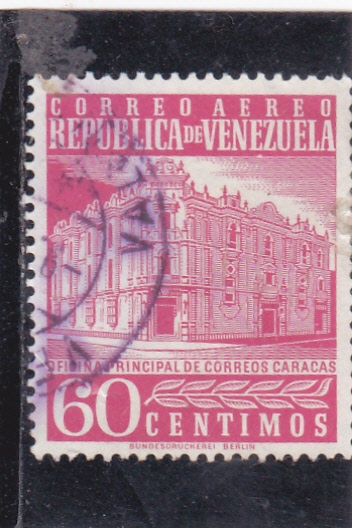 CORREO AEREO
REPUBLICA DE VENEZUELA
OFICINA PRINCIPAL DE CORREOS CARACAS
60 CENTIMOS
BUNDESDRUCKEREI BERLIN